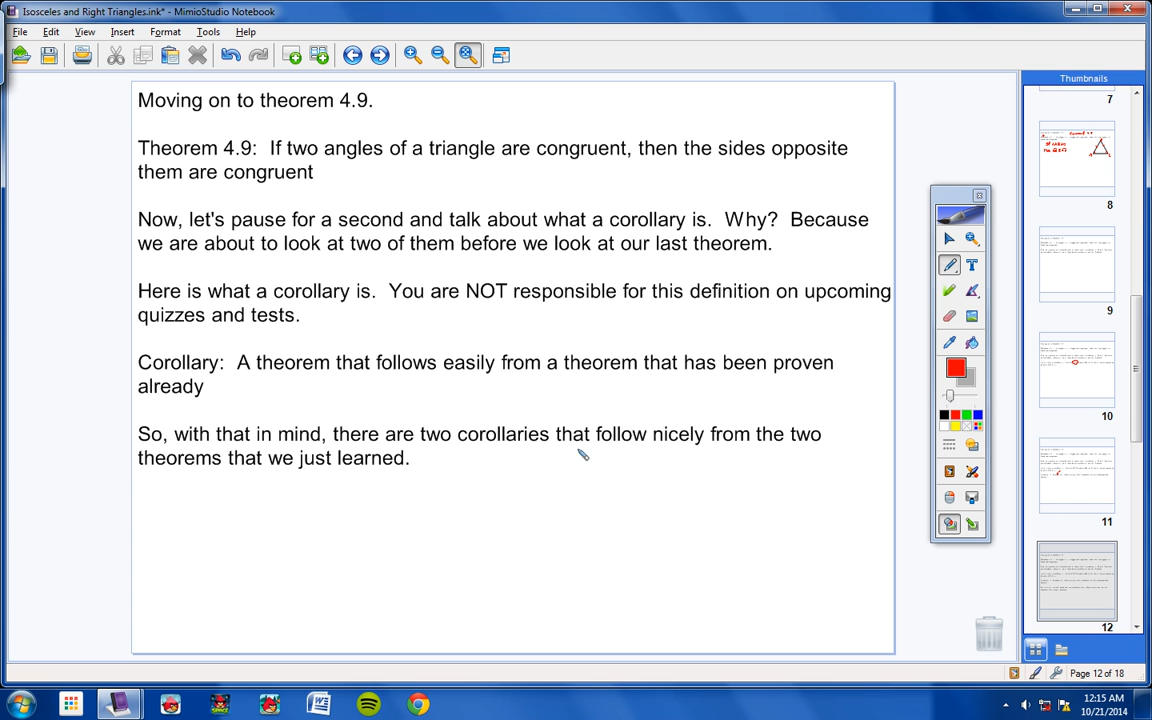 Isosceles and Right Triangles.ink* - MimioStudio Notebook
File Edit View Insert Format Tools Help
Moving on to theorem 4.9.
Theorem 4.9: If two angles of a triangle are congruent, then the sides opposite
them are congruent
Now, let's pause for a second and talk about what a corollary is. Why? Because
we are about to look at two of them before we look at our last theorem.
Here is what a corollary is. You are NOT responsible for this definition on upcoming
quizzes and tests.
Corollary: A theorem that follows easily from a theorem that has been proven
already
So, with that in mind, there are two corollaries that follow nicely from the two
theorems that we just learned.
Thumbnails
7
8
9
10
11
12
Page 12 of 18
12:15 AM
10/21/2014